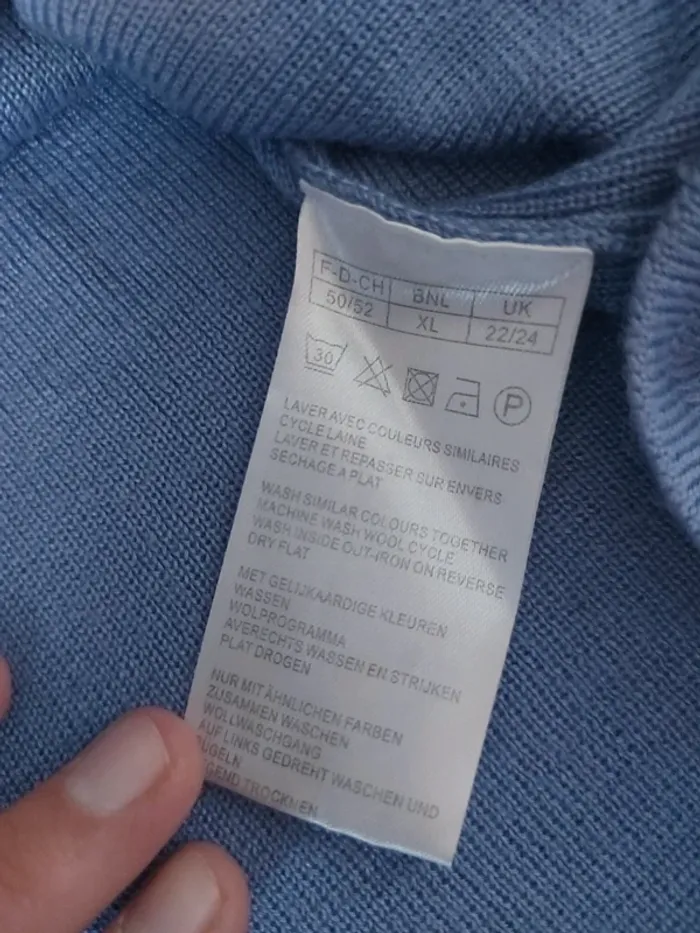 F-D-CH BNL UK
50/52 XL 22/24
30 P
LAVER AVEC COULEURS SIMILAIRES
CYCLE LAINE
LAVER ET REPASSER SUR ENVERS
SECHAGE A PLAT
WASH SIMILAR COLOURS TOGETHER
MACHINE WASH WOOL CYCLE
WASH INSIDE OUT-IRON ON REVERSE
DRY FLAT
MET GELIJKAARDIGE KLEUREN
WASSEN
WOLPROGRAMMA
AVERECHTS WASSEN EN STRIJKEN
PLAT DROGEN
NUR MIT ÄHNLICHEN FARBEN
ZUSAMMEN WASCHEN
WOLLWASCHGANG
AUF LINKS GEDREHT WASCHEN UND
ÜGELN
GEND TROCKNEN